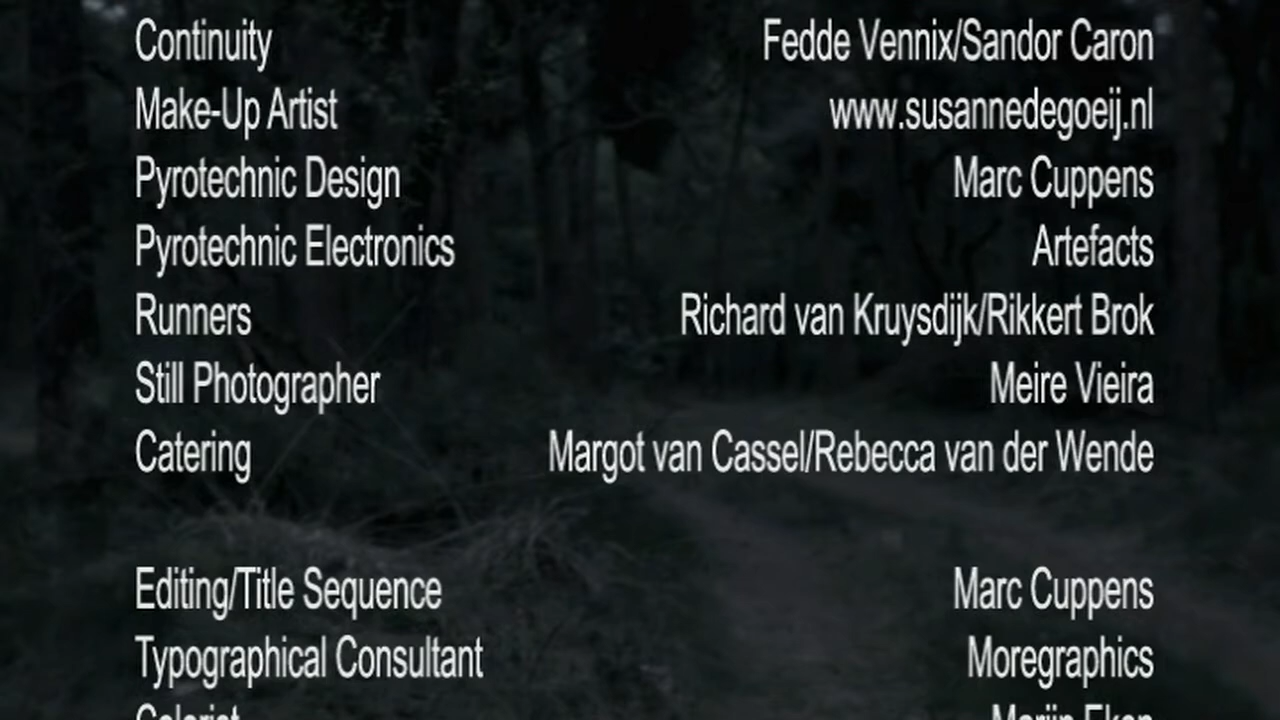 Continuity Fedde Vennix/Sandor Caron
Make-Up Artist www.susannedegoeij.nl
Pyrotechnic Design Marc Cuppens
Pyrotechnic Electronics Artefacts
Runners Richard van Kruysdijk/Rikkert Brok
Still Photographer Meire Vieira
Catering Margot van Cassel/Rebecca van der Wende
Editing/Title Sequence Marc Cuppens
Typographical Consultant Moregraphics
Colorist